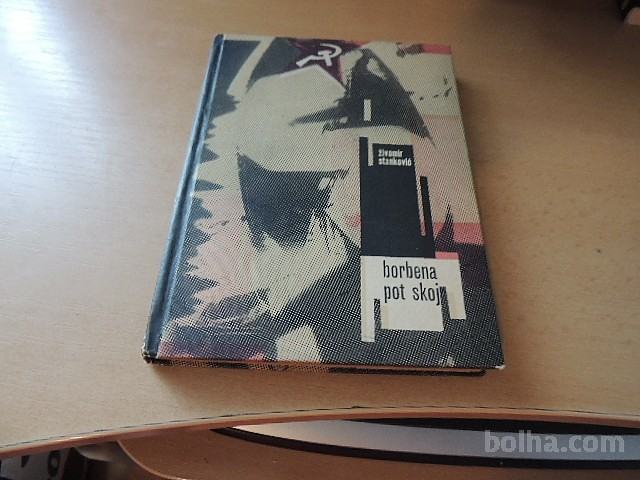 živomir
stanković
borbena
pot skoj
bolha.com